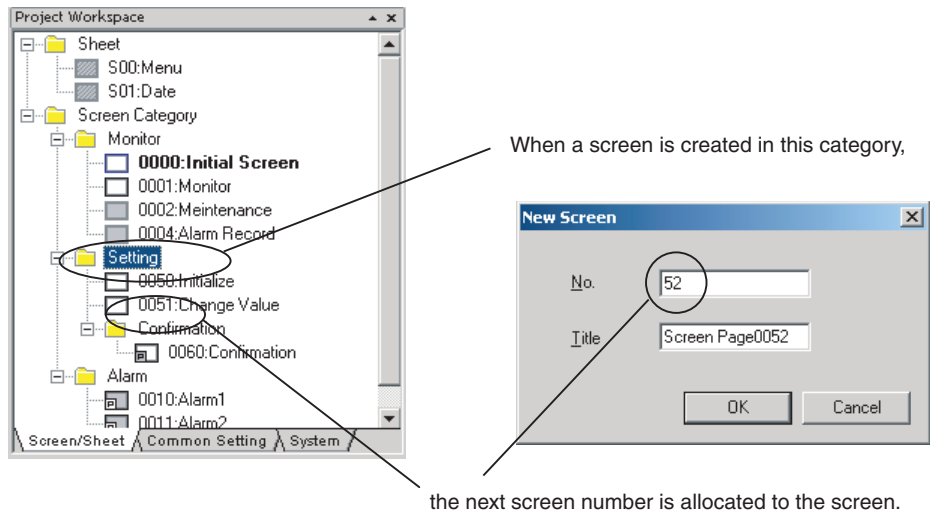 Project Workspace
Sheet
S00:Menu
S01:Date
Screen Category
Monitor
0000:Initial Screen
0001:Monitor
0002:Meintenance
0004:Alarm Record
Setting
0050:Initialize
0051:Change Value
Confirmation
0060:Confirmation
Alarm
0010:Alarm1
0011:Alarm2
Screen/Sheet
Common Setting
System
When a screen is created in this category,
New Screen
No.
52
Title
Screen Page0052
OK
Cancel
the next screen number is allocated to the screen.